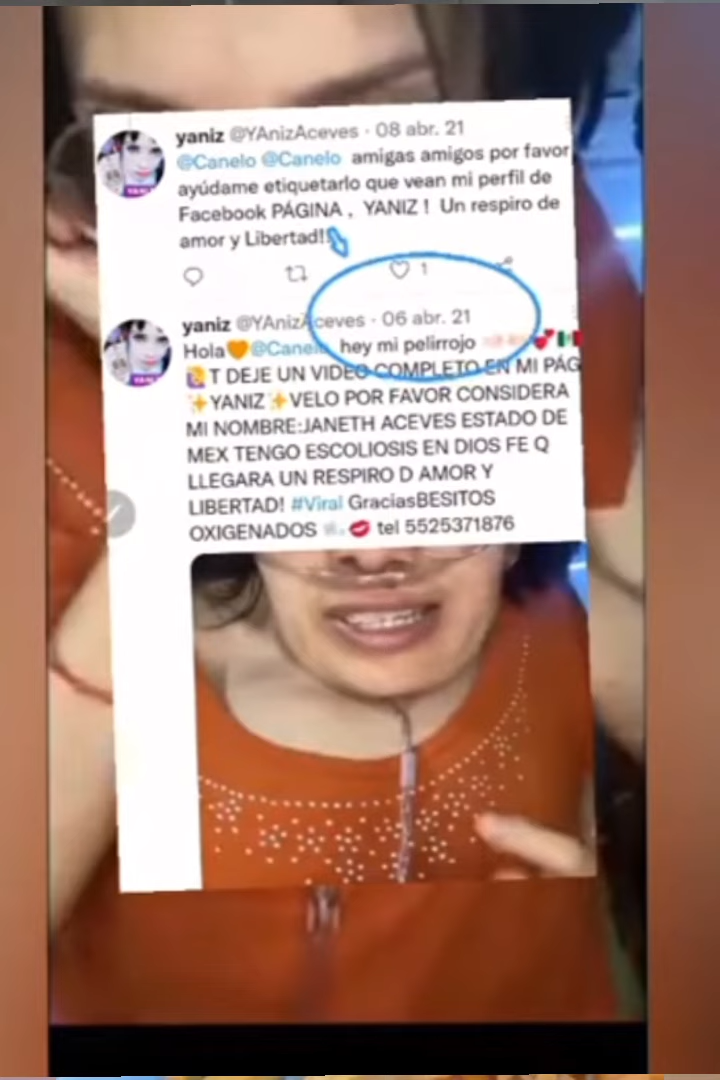 yaniz @YAnizAceves · 08 abr. 21
@Canelo @Canelo amigas amigos por favor
ayúdame etiquetarlo que vean mi perfil de
Facebook PÁGINA , YANIZ ! Un respiro de
amor y Libertad!
1
yaniz @YAnizAceves · 06 abr. 21
Hola🧡@Canelo hey mi pelirrojo 💕🇲🇽
🙋T DEJE UN VIDEO COMPLETO EN MI PÁG
✨YANIZ✨VELO POR FAVOR CONSIDERA
MI NOMBRE:JANETH ACEVES ESTADO DE
MEX TENGO ESCOLIOSIS EN DIOS FE Q
LLEGARA UN RESPIRO D AMOR Y
LIBERTAD! #Viral GraciasBESITOS
OXIGENADOS 💋 tel 5525371876